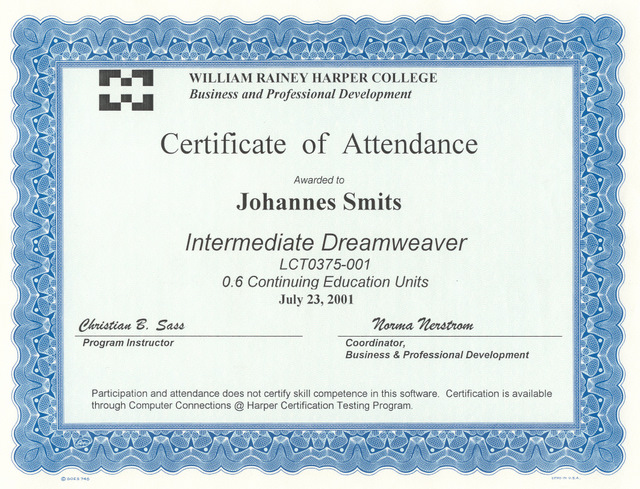 WILLIAM RAINEY HARPER COLLEGE
Business and Professional Development
Certificate of Attendance
Awarded to
Johannes Smits
Intermediate Dreamweaver
LCT0375-001
0.6 Continuing Education Units
July 23, 2001
Christian B. Sass
Norma Nerstrom
Program Instructor
Coordinator,
Business & Professional Development
Participation and attendance does not certify skill competence in this software. Certification is available
through Computer Connections @ Harper Certification Testing Program.